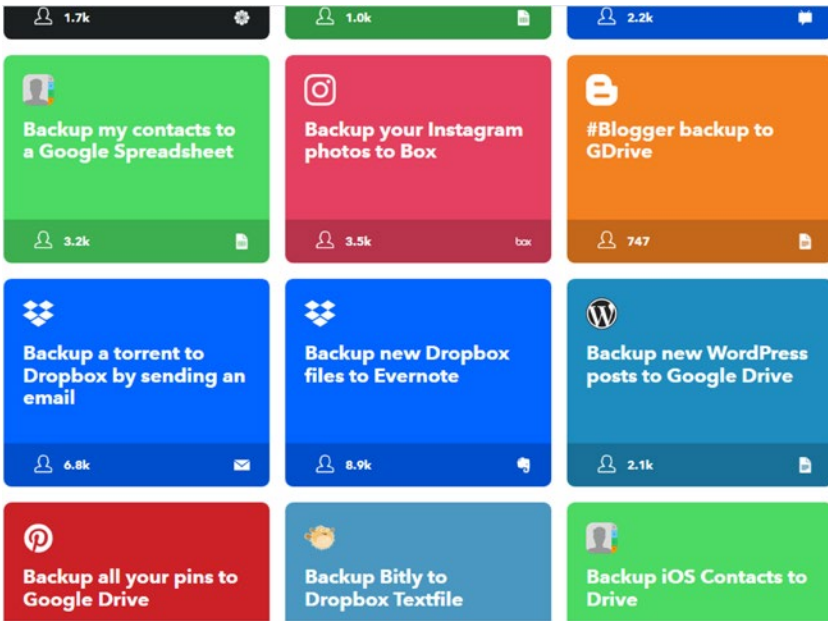 1.7k
1.0k
2.2k
Backup my contacts to
a Google Spreadsheet
3.2k
Backup your Instagram
photos to Box
3.5k
box
#Blogger backup to
GDrive
747
Backup a torrent to
Dropbox by sending an
email
6.8k
Backup new Dropbox
files to Evernote
8.9k
Backup new WordPress
posts to Google Drive
2.1k
Backup all your pins to
Google Drive
Backup Bitly to
Dropbox Textfile
Backup iOS Contacts to
Drive